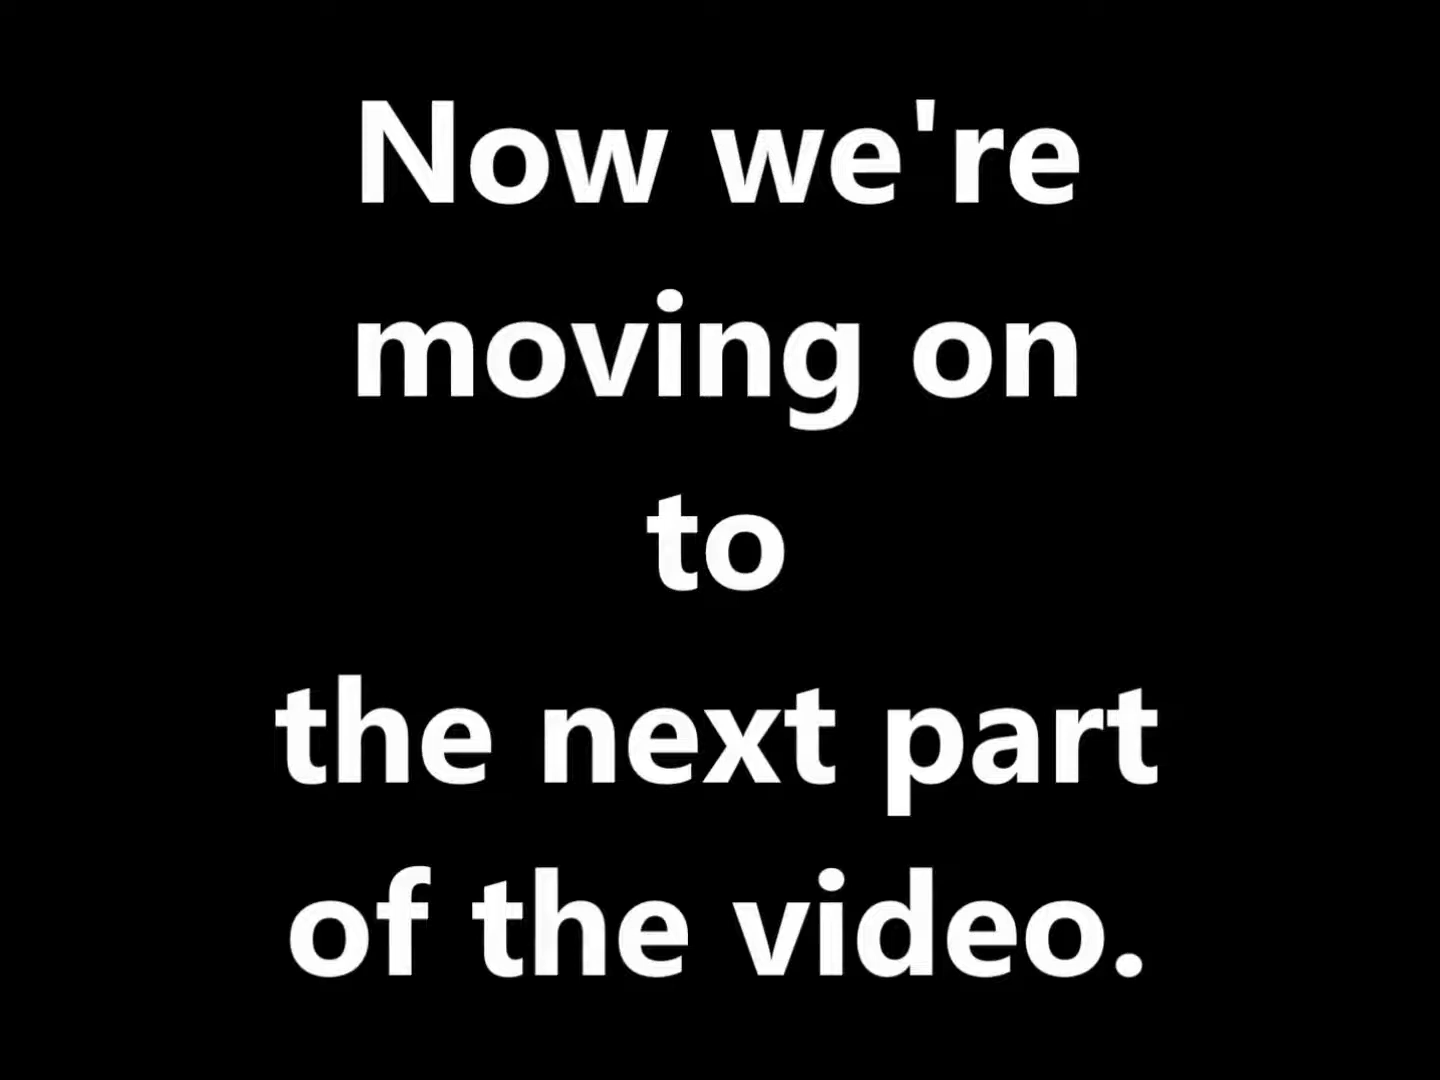 Now we're
moving on
to
the next part
of the video.